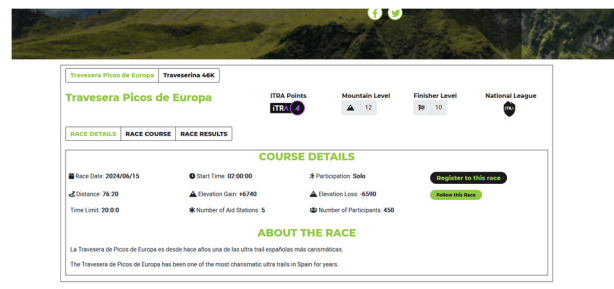 Travesera Picos de Europa Traveserina 46K
Travesera Picos de Europa
ITRA Points Mountain Level Finisher Level National League
iTRA 4 12 10 iTRA
RACE DETAILS RACE COURSE RACE RESULTS
COURSE DETAILS
Race Date: 2024/06/15 Start Time: 02:00:00 Participation: Solo Register to this race
Distance: 76.20 Elevation Gain: +6740 Elevation Loss: -6590 Follow this Race
Time Limit: 20:0:0 Number of Aid Stations: 5 Number of Participants: 450
ABOUT THE RACE
La Travesera de Picos de Europa es desde hace años una de las ultra trail españolas más carismáticas.
The Travesera de Picos de Europa has been one of the most charismatic ultra trails in Spain for years.